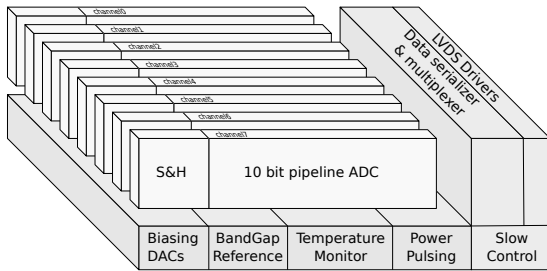 channel0
channel1
channel2
channel3
channel4
channel5
channel6
channel7
LVDS Drivers
Data serializer
& multiplexer
S&H
10 bit pipeline ADC
Biasing
DACs
BandGap
Reference
Temperature
Monitor
Power
Pulsing
Slow
Control